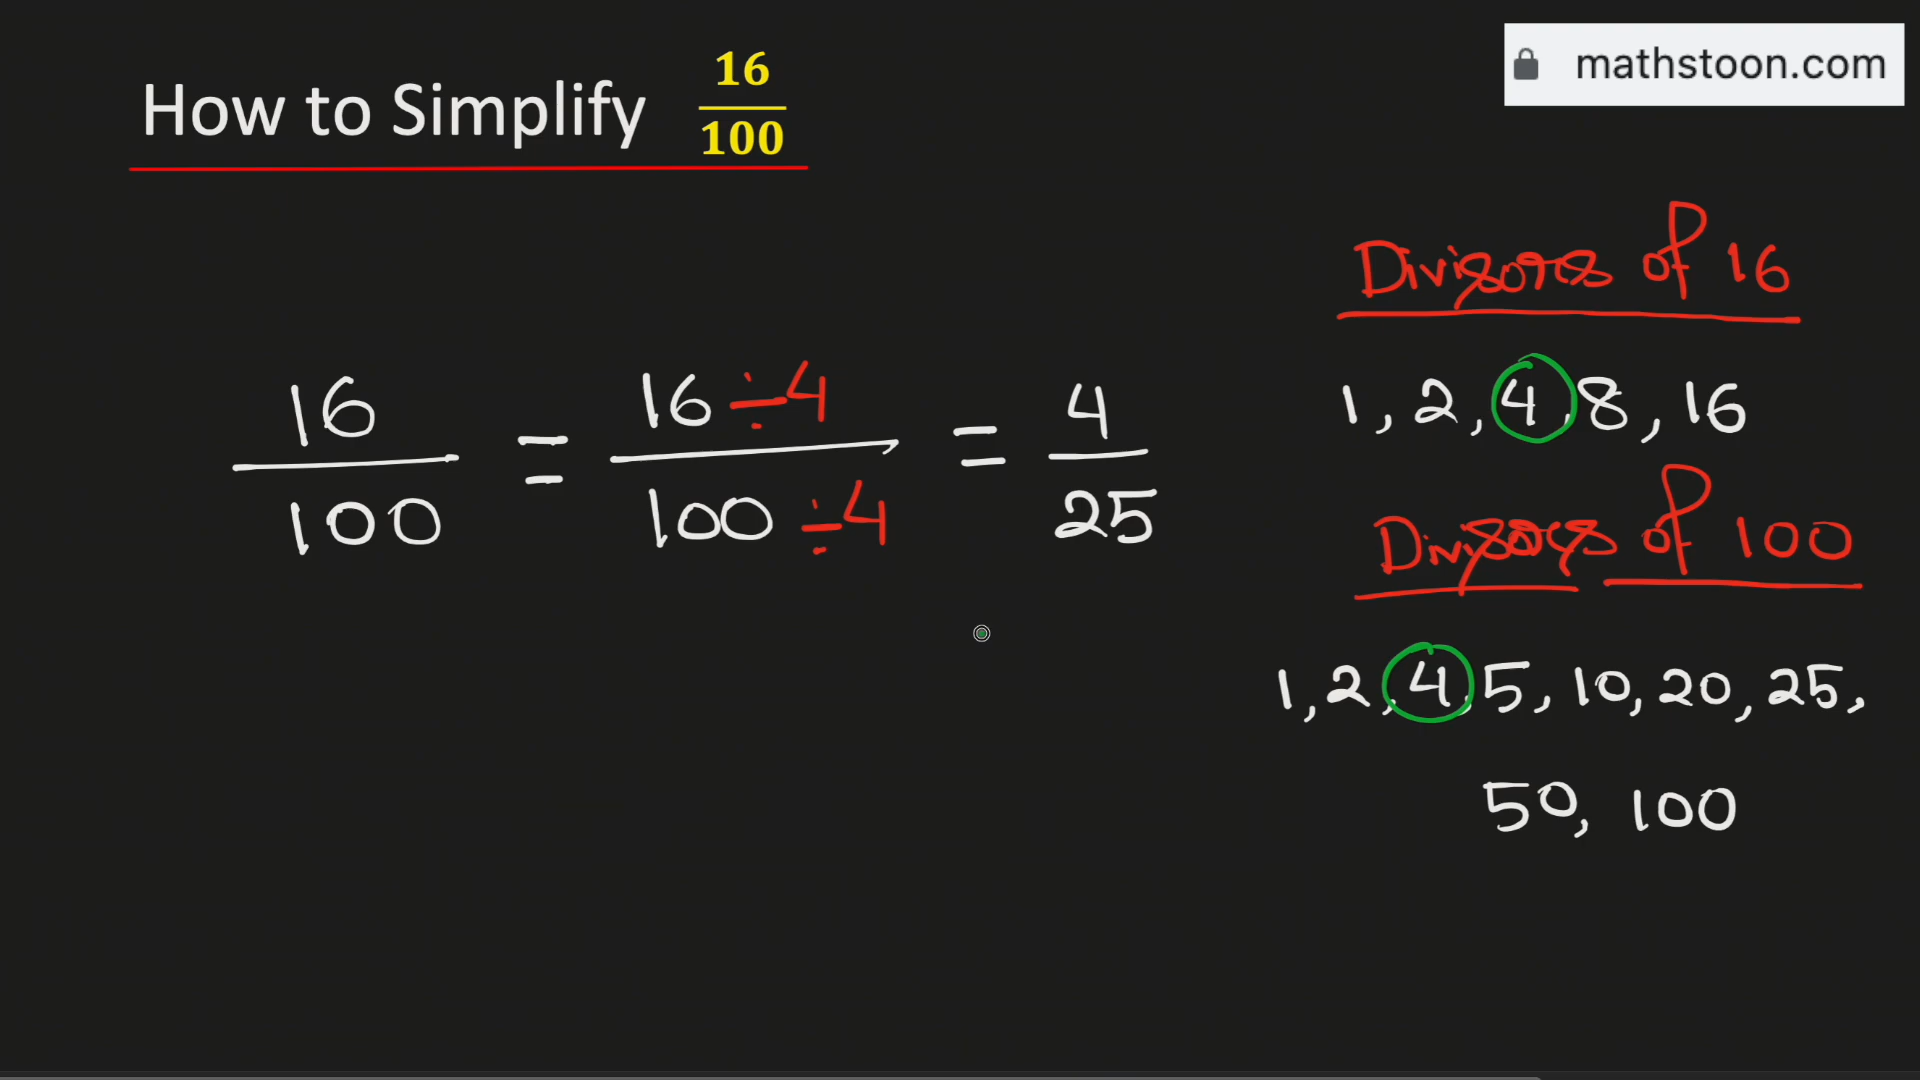 How to Simplify 16/100
mathstoon.com
16/100 = 16÷4/100÷4 = 4/25
Divisors of 16
1, 2, 4, 8, 16
Divisors of 100
1, 2, 4, 5, 10, 20, 25,
50, 100